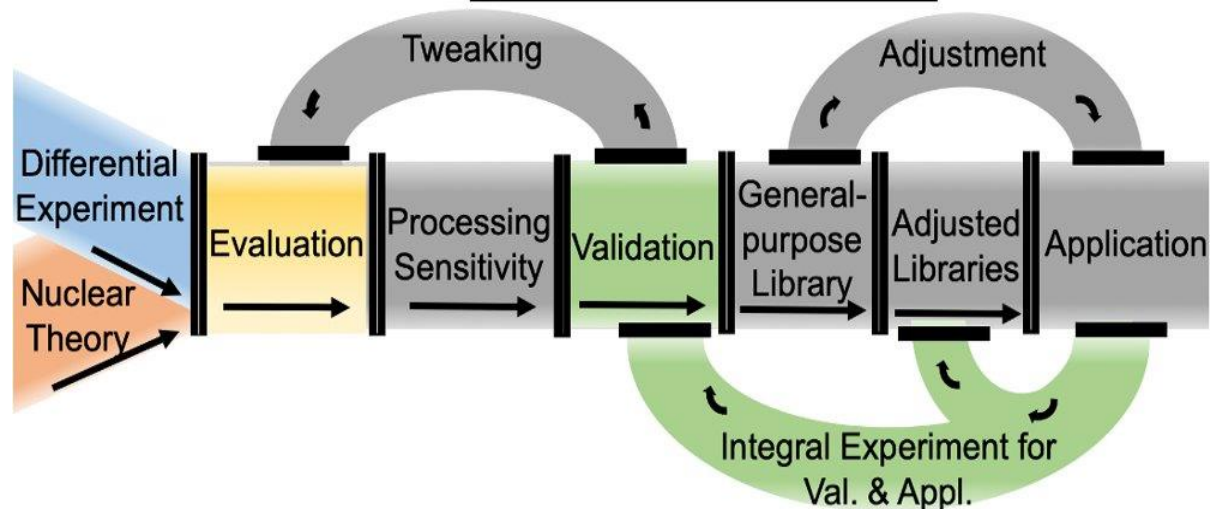 Tweaking
Adjustment
Differential
Experiment
Nuclear
Theory
Evaluation
Processing
Sensitivity
Validation
General-
purpose
Library
Adjusted
Libraries
Application
Integral Experiment for
Val. & Appl.